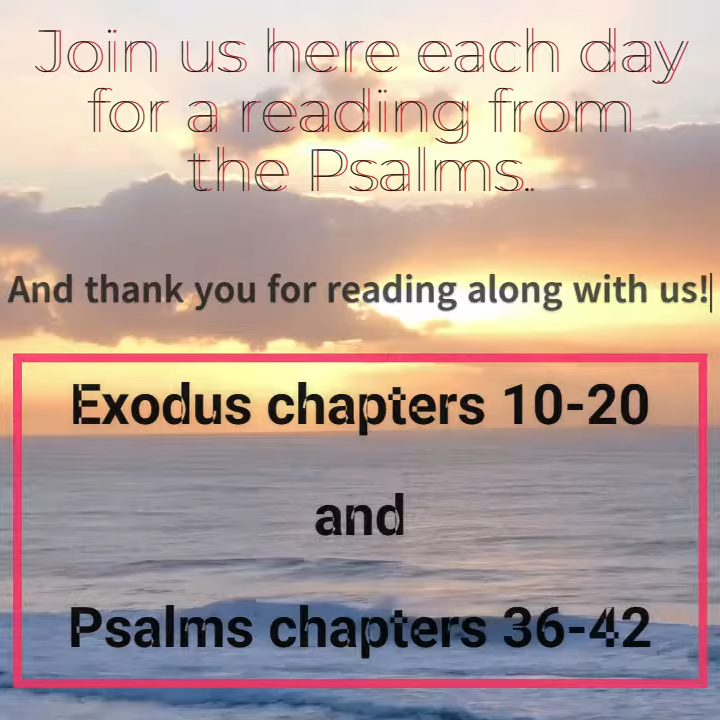 Join us here each day
for a reading from
the Psalms.
And thank you for reading along with us!
Exodus chapters 10-20
and
Psalms chapters 36-42